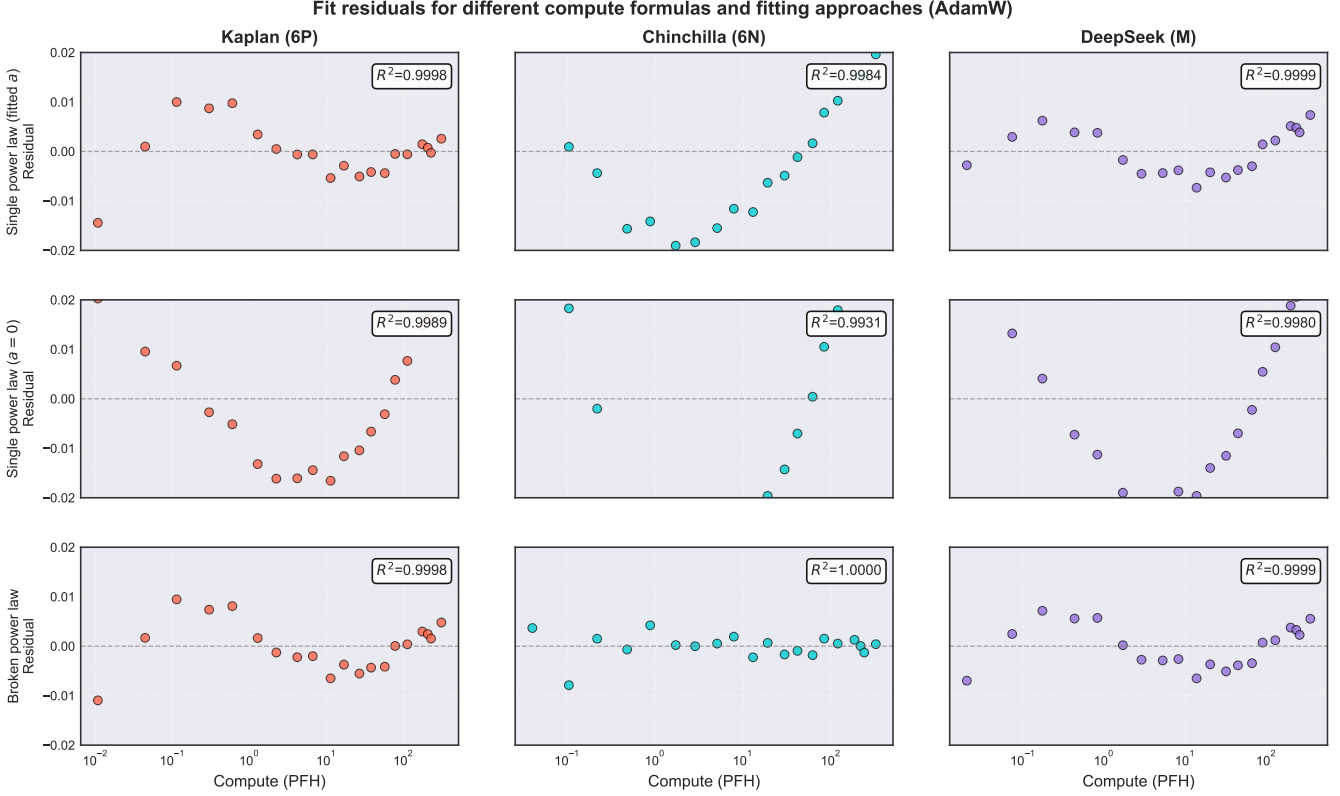 Fit residuals for different compute formulas and fitting approaches (AdamW)
Kaplan (6P)
Chinchilla (6N)
DeepSeek (M)
Single power law (fitted a)
Residual
0.02
0.01
0.00
−0.01
−0.02
R²=0.9998
R²=0.9984
R²=0.9999
Single power law (a = 0)
Residual
0.02
0.01
0.00
−0.01
−0.02
R²=0.9989
R²=0.9931
R²=0.9980
Broken power law
Residual
0.02
0.01
0.00
−0.01
−0.02
R²=0.9998
R²=1.0000
R²=0.9999
10⁻² 10⁻¹ 10⁰ 10¹ 10²
10⁻¹ 10⁰ 10¹ 10²
10⁻¹ 10⁰ 10¹ 10²
Compute (PFH)
Compute (PFH)
Compute (PFH)